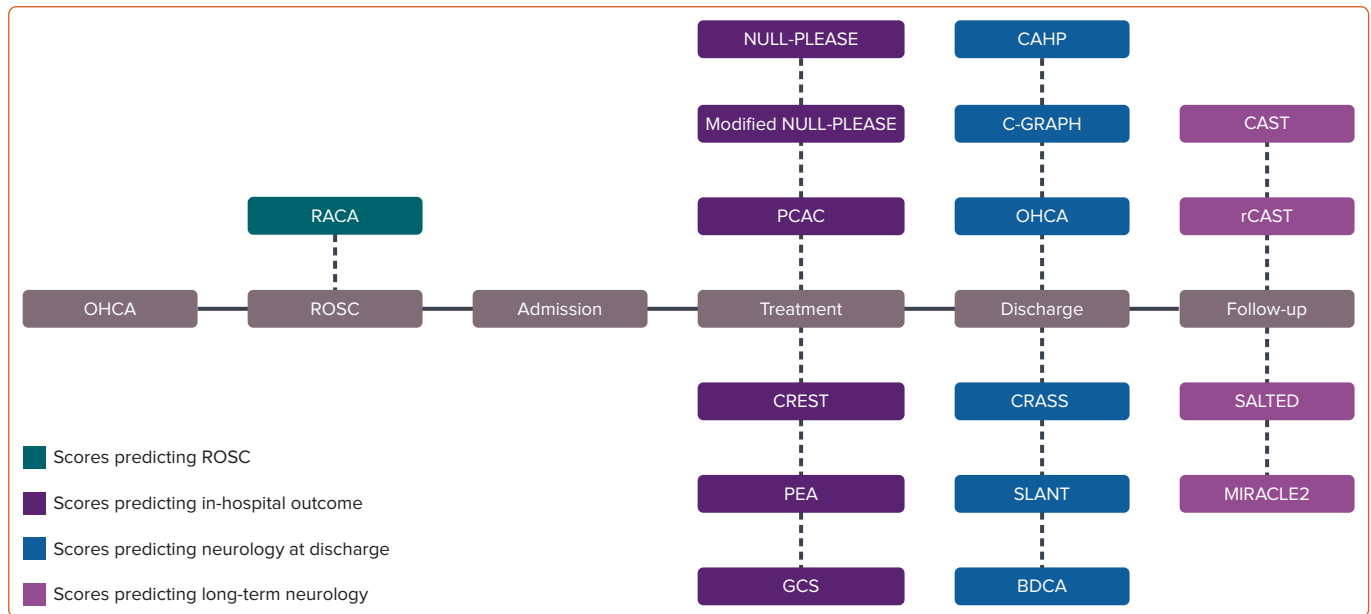 NULL-PLEASE
CAHP
Modified NULL-PLEASE
C-GRAPH
CAST
RACA
PCAC
OHCA
rCAST
OHCA
ROSC
Admission
Treatment
Discharge
Follow-up
CREST
CRASS
SALTED
Scores predicting ROSC
PEA
SLANT
MIRACLE2
Scores predicting in-hospital outcome
Scores predicting neurology at discharge
GCS
BDCA
Scores predicting long-term neurology